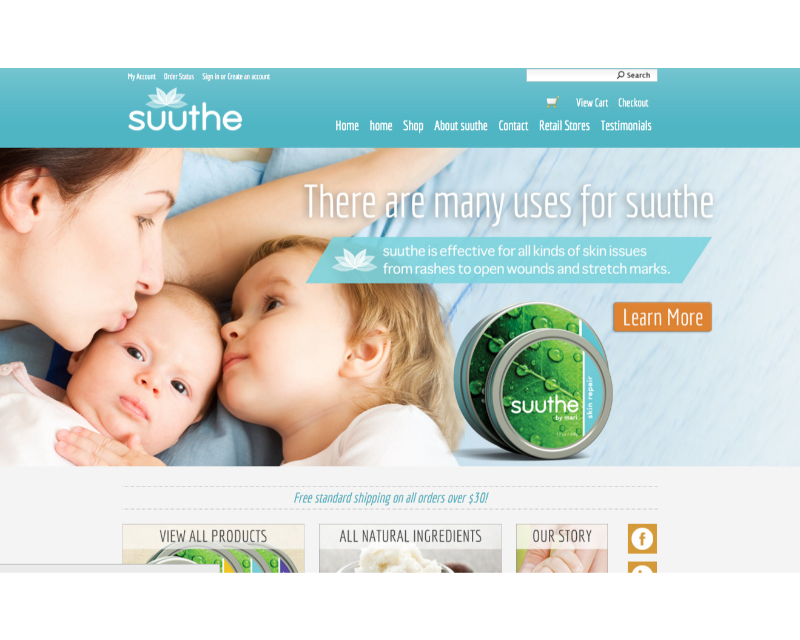 My Account Order Status Sign in or Create an account
Search
View Cart Checkout
suuthe
Home home Shop About suuthe Contact Retail Stores Testimonials
There are many uses for suuthe
suuthe is effective for all kinds of skin issues
from rashes to open wounds and stretch marks.
Learn More
suuthe
by mari
skin repair
Free standard shipping on all orders over $30!
VIEW ALL PRODUCTS
ALL NATURAL INGREDIENTS
OUR STORY
f